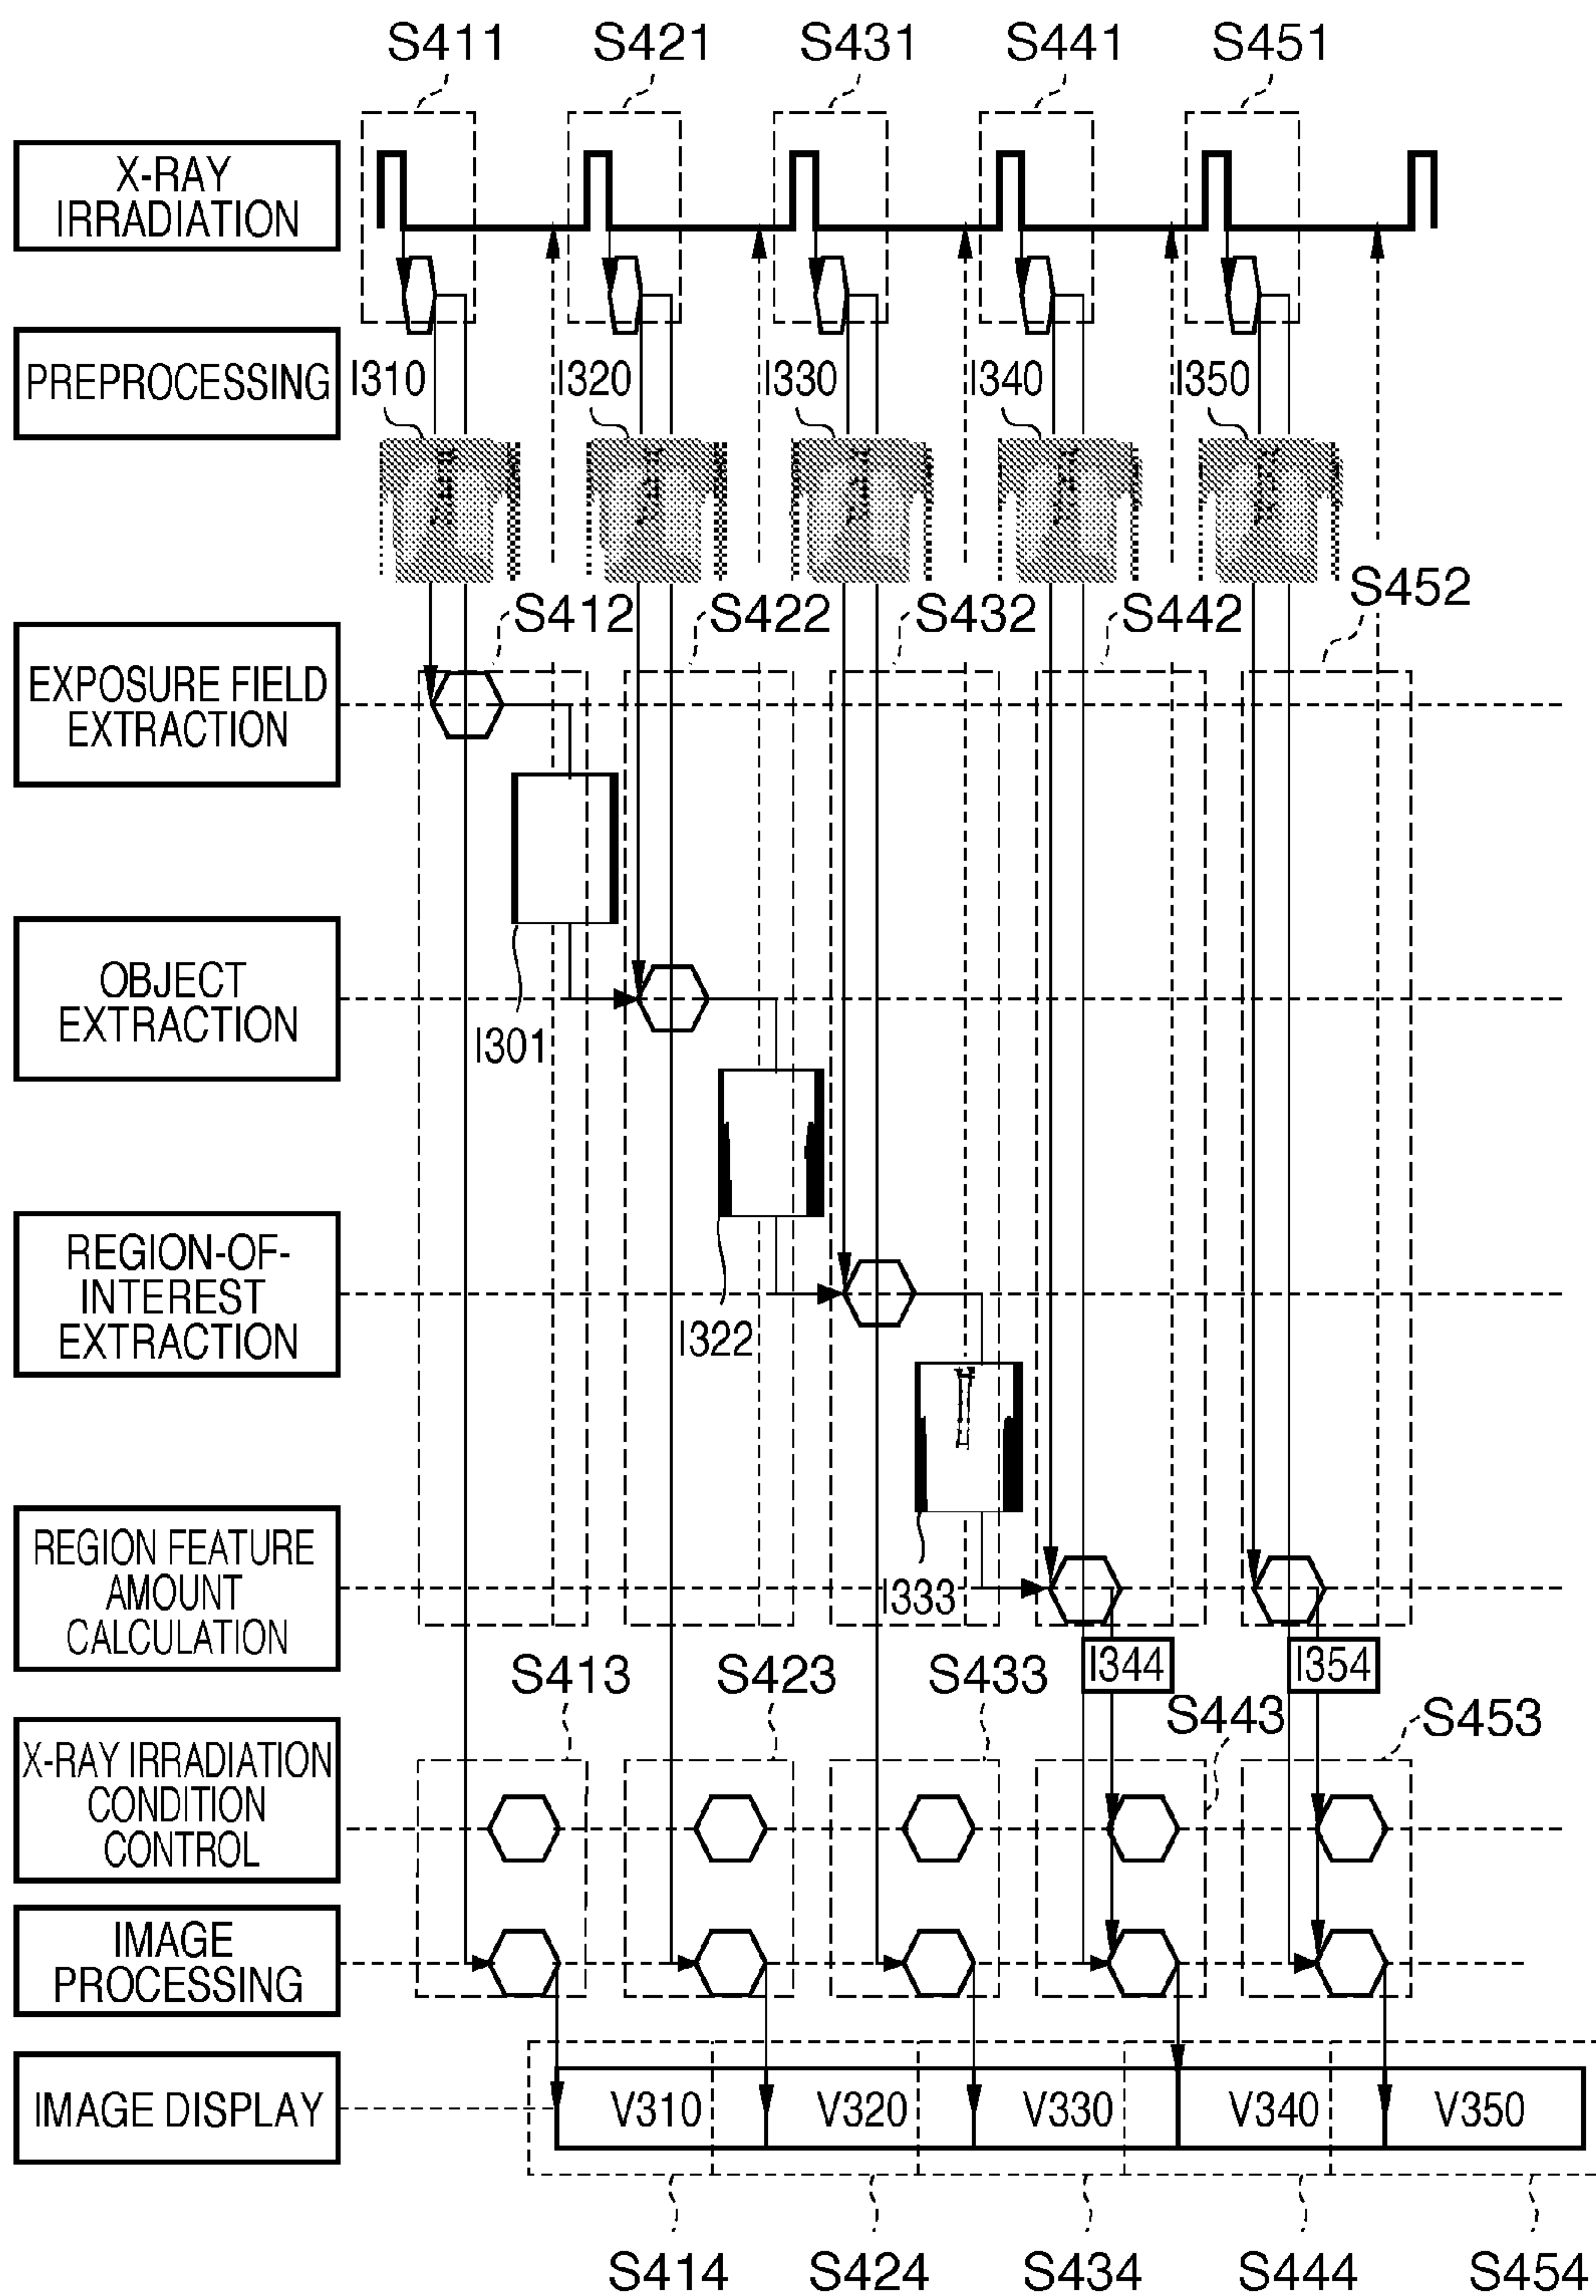 S411 S421 S431 S441 S451
X-RAY
IRRADIATION
PREPROCESSING
I310 I320 I330 I340 I350
S412 S422 S432 S442 S452
EXPOSURE FIELD
EXTRACTION
OBJECT
EXTRACTION
I301
REGION-OF-
INTEREST
EXTRACTION
I322
REGION FEATURE
AMOUNT
CALCULATION
I333
I344 I354
S413 S423 S433 S443 S453
X-RAY IRRADIATION
CONDITION
CONTROL
IMAGE
PROCESSING
IMAGE DISPLAY
V310 V320 V330 V340 V350
S414 S424 S434 S444 S454